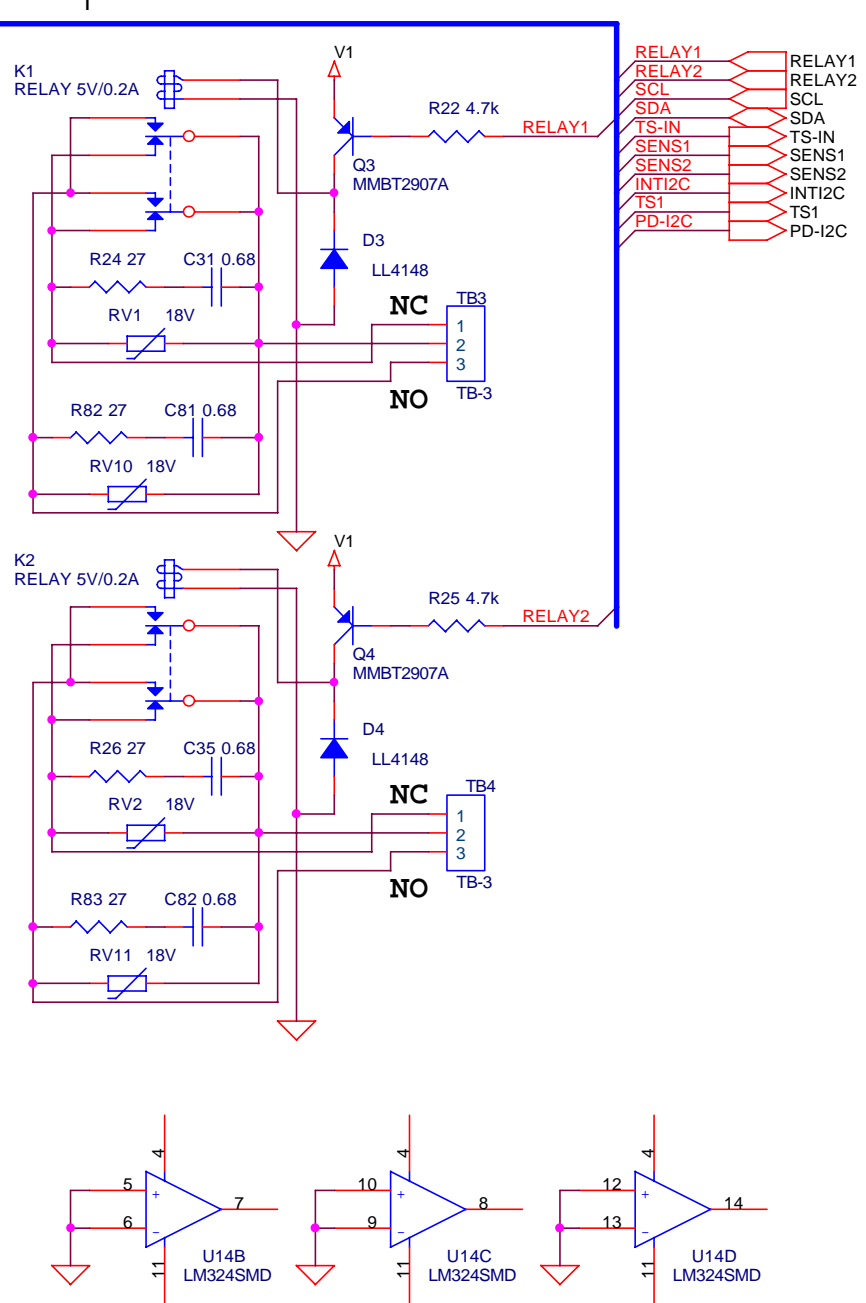 K1
RELAY 5V/0.2A
V1
R22 4.7k
RELAY1
Q3
MMBT2907A
D3
LL4148
R24 27
C31 0.68
RV1
18V
NC
TB3
1
2
3
TB-3
NO
R82 27
C81 0.68
RV10
18V
RELAY1
RELAY2
SCL
SDA
TS-IN
SENS1
SENS2
INTI2C
TS1
PD-I2C
RELAY1
RELAY2
SCL
SDA
TS-IN
SENS1
SENS2
INTI2C
TS1
PD-I2C
K2
RELAY 5V/0.2A
V1
R25 4.7k
RELAY2
Q4
MMBT2907A
D4
LL4148
R26 27
C35 0.68
RV2
18V
NC
TB4
1
2
3
TB-3
NO
R83 27
C82 0.68
RV11
18V
4
5
+
6
−
7
11
U14B
LM324SMD
4
10
+
9
−
8
11
U14C
LM324SMD
4
12
+
13
−
14
11
U14D
LM324SMD